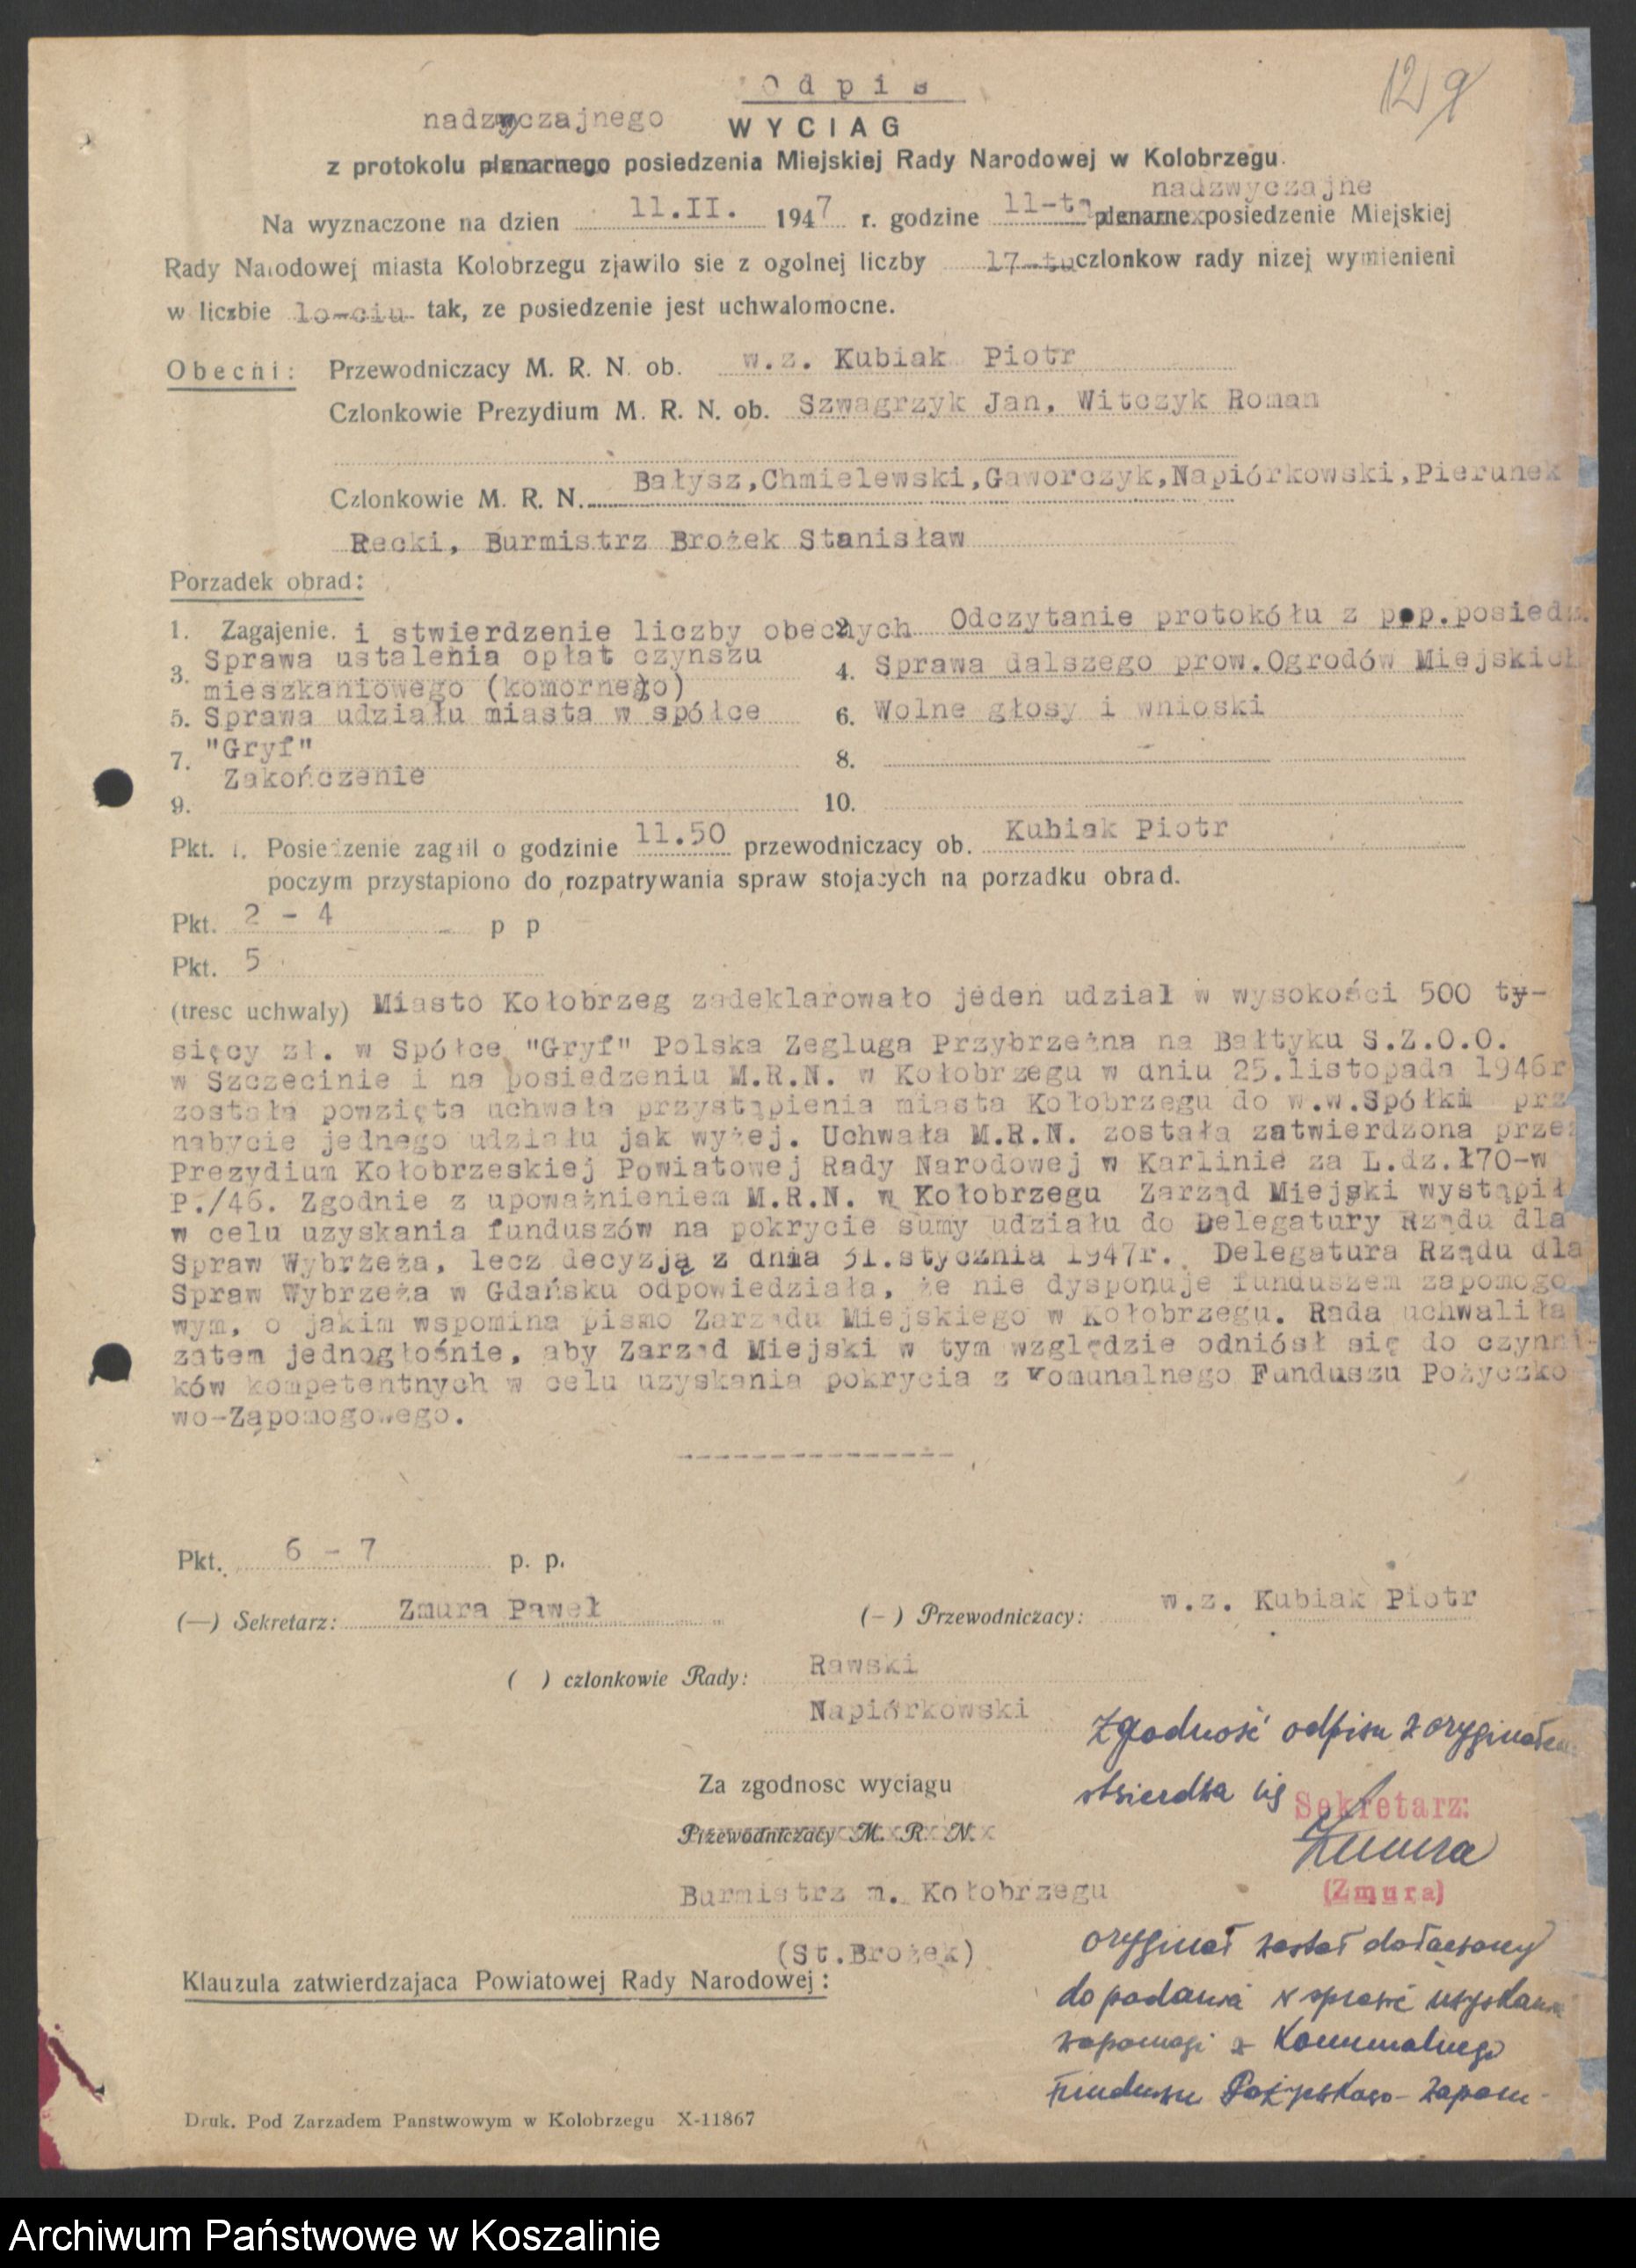 O d p i s
129
nadzwyczajnego
WYCIAG
z protokolu plenarnego posiedzenia Miejskiej Rady Narodowej w Kolobrzegu.
nadzwyczajne
Na wyznaczone na dzien 11.II. 1947 r. godzine 11-tą plenarne posiedzenie Miejskiej
Rady Narodowej miasta Kolobrzegu zjawilo sie z ogolnej liczby 17-tu czlonkow rady nizej wymienieni
w liczbie lo-ciu tak, ze posiedzenie jest uchwalomocne.
Obecni: Przewodniczacy M. R. N. ob. w.z. Kubiak Piotr
Czlonkowie Prezydium M. R. N. ob. Szwagrzyk Jan, Witczyk Roman
Czlonkowie M. R. N. Bałysz,Chmielewski,Gaworczyk,Napiórkowski,Pierunek
Recki, Burmistrz Brożek Stanisław
Porzadek obrad:
1. Zagajenie. i stwierdzenie liczby obecnych 2. Odczytanie protokółu z pop.posiedz.
3. Sprawa ustalenia opłat czynszu 4. Sprawa dalszego prow.Ogrodów Miejskich
mieszkaniowego (komornego)
5. Sprawa udziału miasta w spółce 6. Wolne głosy i wnioski
7. "Gryf" 8.
Zakończenie
9. 10.
Pkt. 1. Posiedzenie zagail o godzinie 11.50 przewodniczacy ob. Kubiak Piotr
poczym przystapiono do rozpatrywania spraw stojacych na porzadku obrad.
Pkt. 2 - 4 p p
Pkt. 5
(tresc uchwaly) Miasto Kołobrzeg zadeklarowało jeden udział w wysokości 500 ty-
sięcy zł. w Spółce "Gryf" Polska Zegluga Przybrzeżna na Bałtyku S.Z.O.O.
w Szczecinie i na posiedzeniu M.R.N. w Kołobrzegu w dniu 25.listopada 1946r
została powzięta uchwała przystąpienia miasta Kołobrzegu do w.w.Spółki prz
nabycie jednego udziału jak wyżej. Uchwała M.R.N. została zatwierdzona przez
Prezydium Kołobrzeskiej Powiatowej Rady Narodowej w Karlinie za L.dz.170-w
P./46. Zgodnie z upoważnieniem M.R.N. w Kołobrzegu Zarząd Miejski wystąpił
w celu uzyskania funduszów na pokrycie sumy udziału do Delegatury Rządu dla
Spraw Wybrzeża, lecz decyzją z dnia 31.stycznia 1947r. Delegatura Rządu dla
Spraw Wybrzeża w Gdańsku odpowiedziała, że nie dysponuje funduszem zapomogo
wym, o jakim wspomina pismo Zarządu Miejskiego w Kołobrzegu. Rada uchwaliła
zatem jednogłośnie, aby Zarząd Miejski w tym względzie odniósł się do czynni-
ków kompetentnych w celu uzyskania pokrycia z Komunalnego Funduszu Pożyczko
wo-Zapomogowego.
Pkt. 6 - 7 p. p.
(—) Sekretarz: Zmura Paweł (-) Przewodniczacy: w.z. Kubiak Piotr
( ) czlonkowie Rady: Rawski
Napiórkowski
Zgodność odpisu z oryginałem
stwierdza się
Za zgodnosc wyciagu
Sekretarz:
Przewodniczacy M. R. N.
Zmura
Burmistrz m. Kołobrzegu
(Zmura)
(St.Brożek)
oryginał został dołączony
do podania w sprawie uzyskania
zapomogi z Komunalnego
Funduszu Pożyczkowo-Zapom-
Klauzula zatwierdzajaca Powiatowej Rady Narodowej:
Druk. Pod Zarzadem Panstwowym w Kolobrzegu X-11867
Archiwum Państwowe w Koszalinie